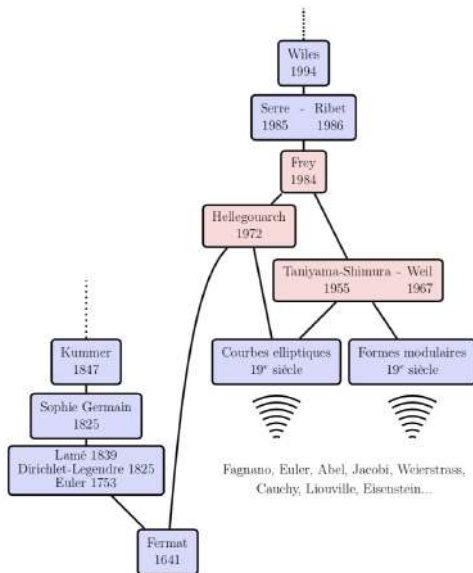 Wiles
1994
Serre - Ribet
1985 1986
Frey
1984
Hellegouarch
1972
Taniyama-Shimura - Weil
1955 1967
Kummer
1847
Courbes elliptiques
19e siècle
Formes modulaires
19e siècle
Sophie Germain
1825
Lamé 1839
Dirichlet-Legendre 1825
Euler 1753
Fagnano, Euler, Abel, Jacobi, Weierstrass,
Cauchy, Liouville, Eisenstein...
Fermat
1641